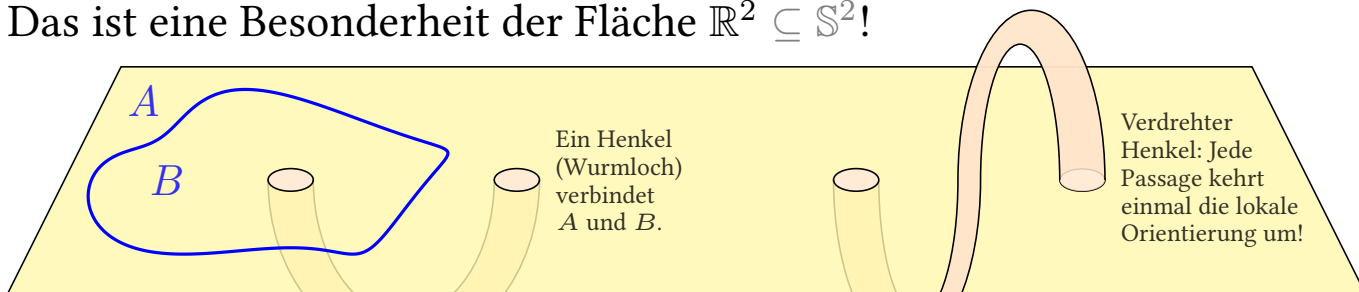 Das ist eine Besonderheit der Fläche ℝ² ⊆ 𝕊²!
A
B
Ein Henkel
(Wurmloch)
verbindet
A und B.
Verdrehter
Henkel: Jede
Passage kehrt
einmal die lokale
Orientierung um!